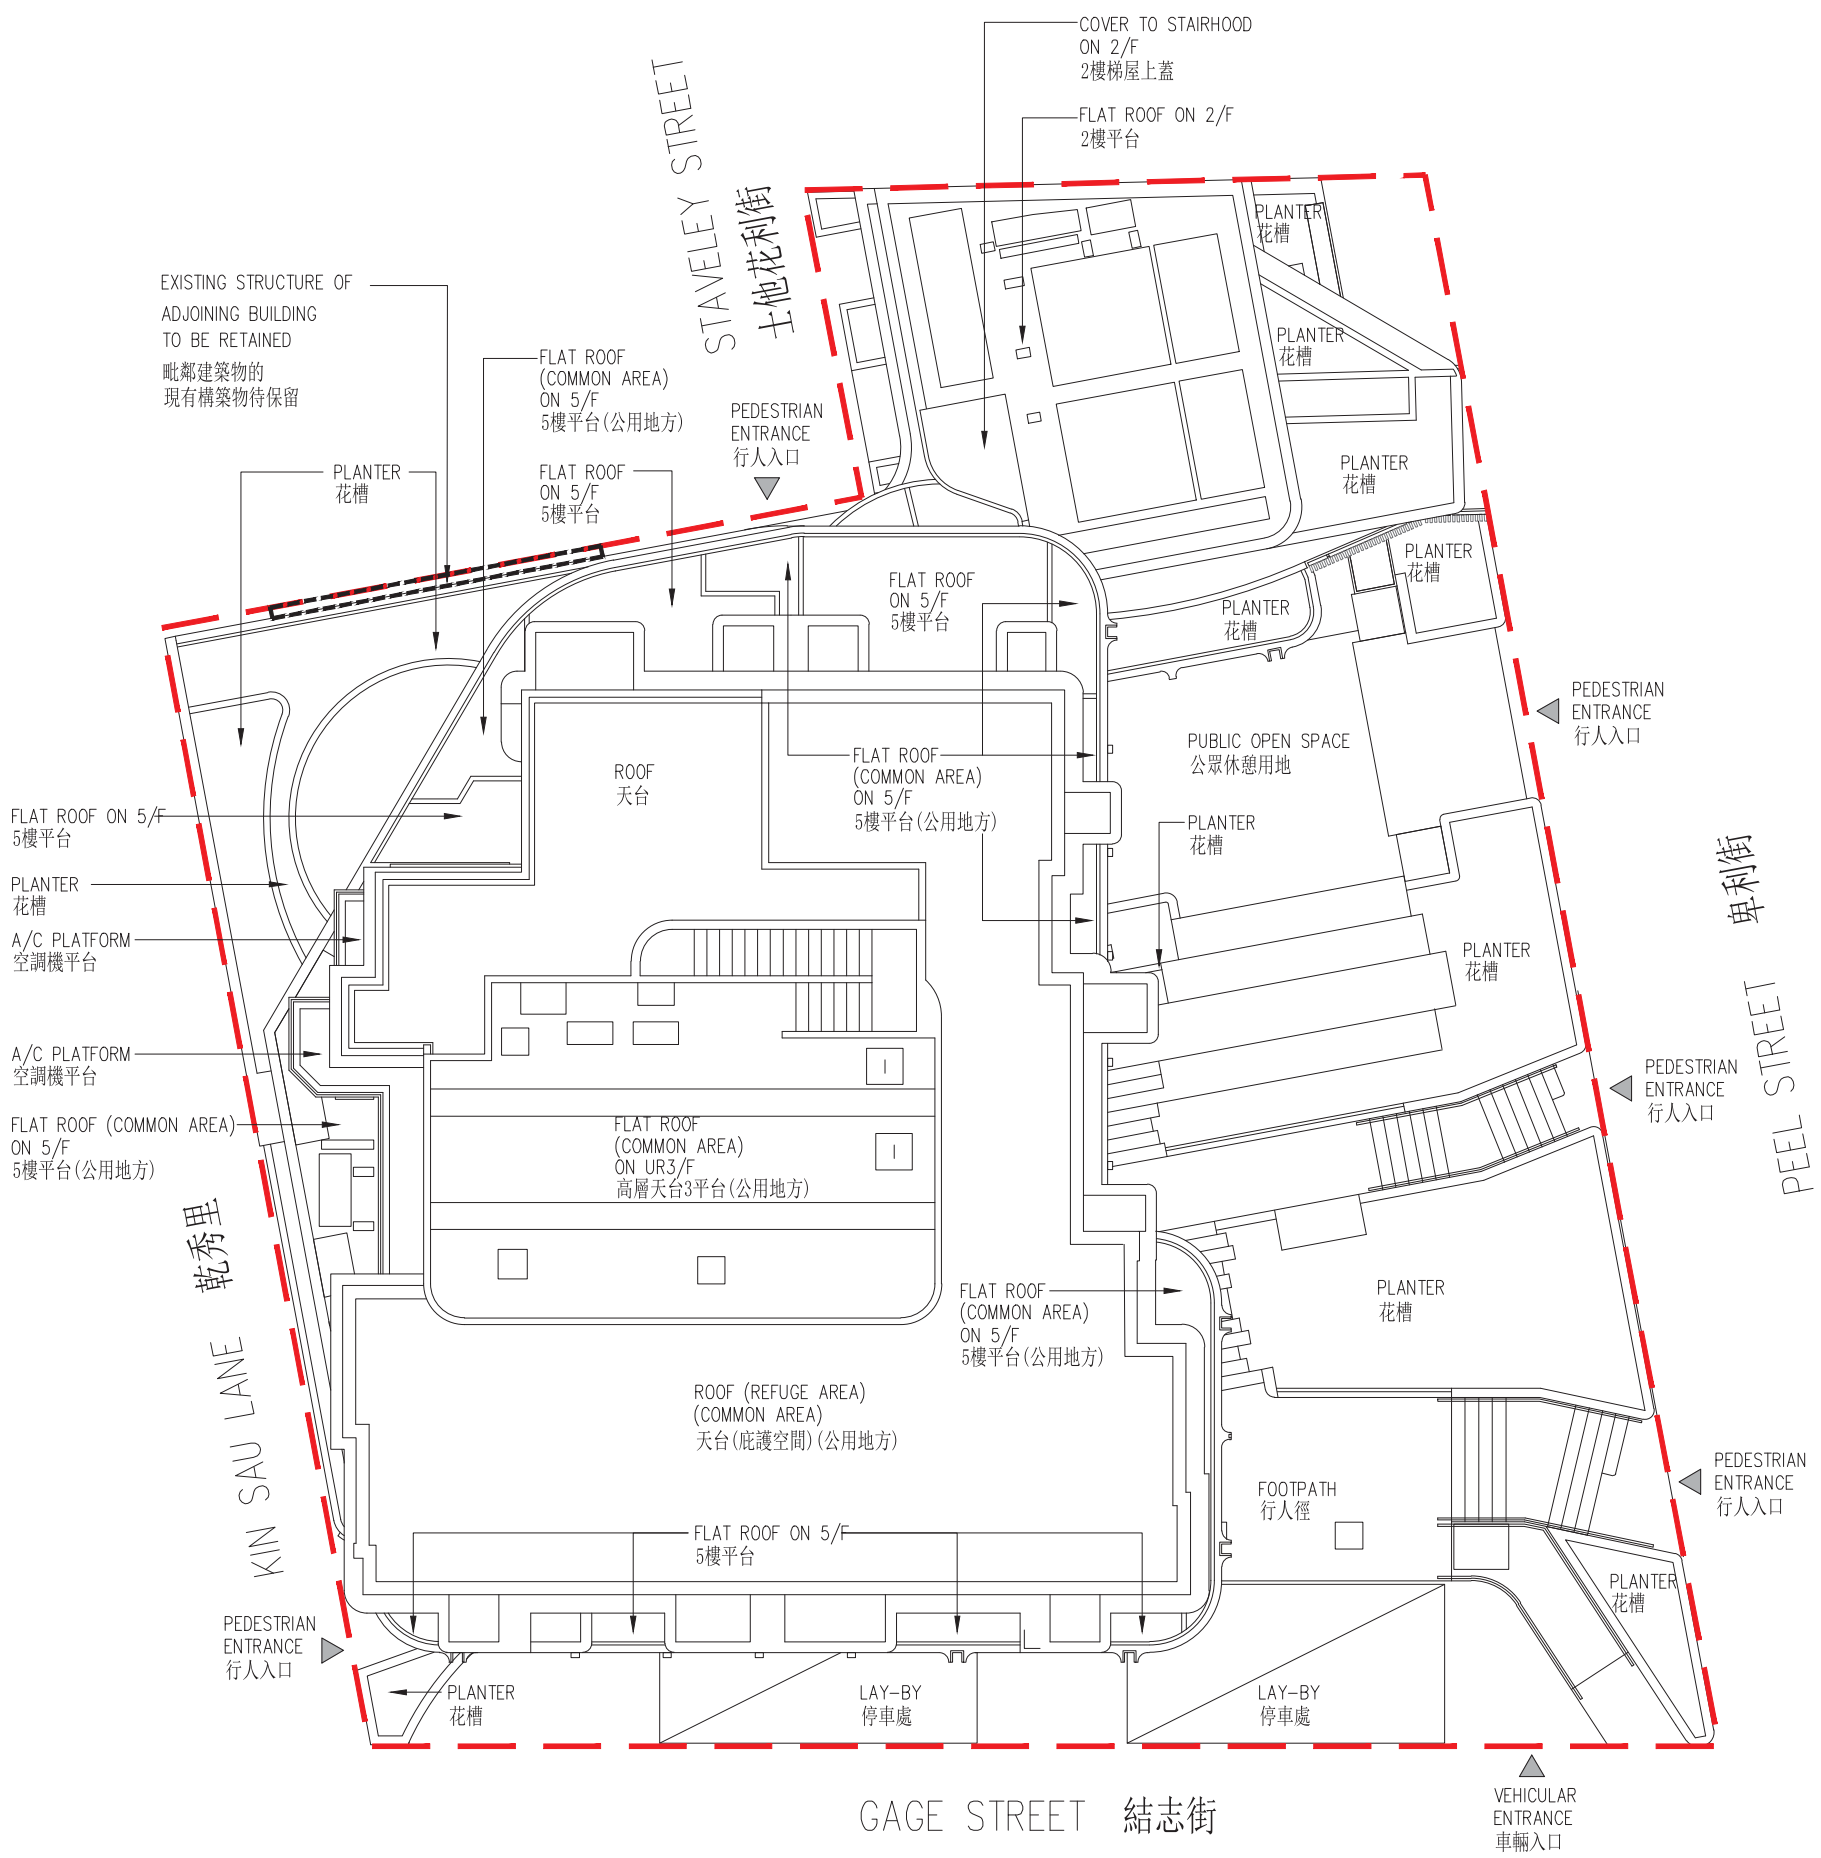 COVER TO STAIRHOOD
ON 2/F
2樓梯屋上蓋
FLAT ROOF ON 2/F
2樓平台
STAVELEY STREET
士他花利街
PLANTER
花槽
EXISTING STRUCTURE OF
ADJOINING BUILDING
TO BE RETAINED
毗鄰建築物的
現有構築物待保留
FLAT ROOF
(COMMON AREA)
ON 5/F
5樓平台(公用地方)
PLANTER
花槽
PEDESTRIAN
ENTRANCE
行人入口
PLANTER
花槽
FLAT ROOF
ON 5/F
5樓平台
PLANTER
花槽
PLANTER
花槽
FLAT ROOF
ON 5/F
5樓平台
PLANTER
花槽
PEDESTRIAN
ENTRANCE
行人入口
PUBLIC OPEN SPACE
公眾休憩用地
ROOF
天台
FLAT ROOF
(COMMON AREA)
ON 5/F
5樓平台(公用地方)
FLAT ROOF ON 5/F
5樓平台
PLANTER
花槽
卑利街
PEEL STREET
PLANTER
花槽
A/C PLATFORM
空調機平台
PLANTER
花槽
A/C PLATFORM
空調機平台
PEDESTRIAN
ENTRANCE
行人入口
FLAT ROOF (COMMON AREA)
ON 5/F
5樓平台(公用地方)
FLAT ROOF
(COMMON AREA)
ON UR3/F
高層天台3平台(公用地方)
乾秀里
KIN SAU LANE
FLAT ROOF
(COMMON AREA)
ON 5/F
5樓平台(公用地方)
PLANTER
花槽
ROOF (REFUGE AREA)
(COMMON AREA)
天台(庇護空間)(公用地方)
PEDESTRIAN
ENTRANCE
行人入口
FOOTPATH
行人徑
FLAT ROOF ON 5/F
5樓平台
PLANTER
花槽
PEDESTRIAN
ENTRANCE
行人入口
PLANTER
花槽
LAY-BY
停車處
LAY-BY
停車處
GAGE STREET 結志街
VEHICULAR
ENTRANCE
車輛入口